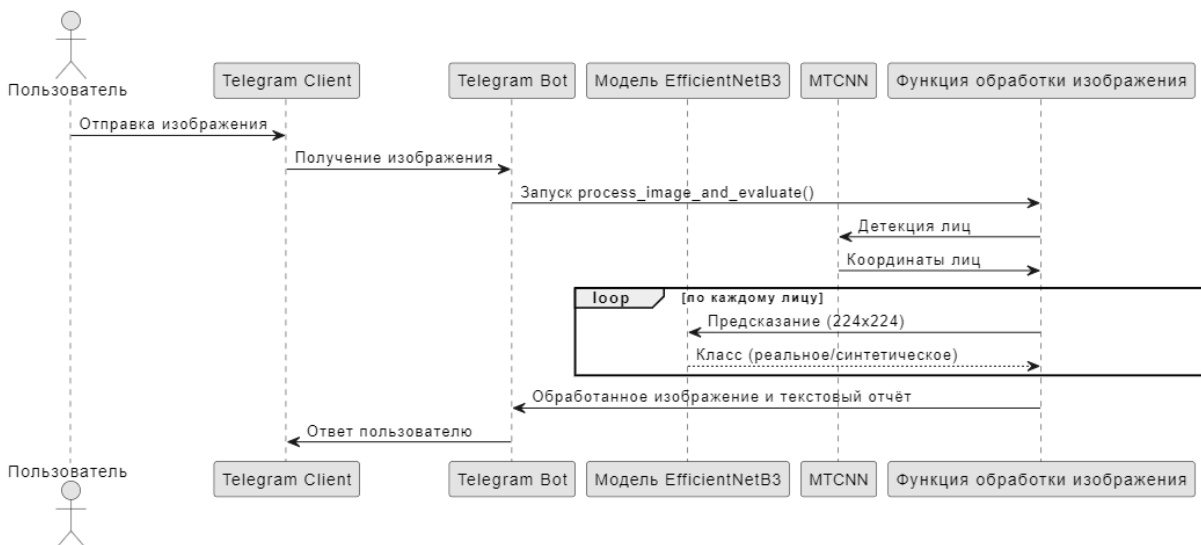 Пользователь
Telegram Client
Telegram Bot
Модель EfficientNetB3
MTCNN
Функция обработки изображения
Отправка изображения
Получение изображения
Запуск process_image_and_evaluate()
Детекция лиц
Координаты лиц
loop
[по каждому лицу]
Предсказание (224x224)
Класс (реальное/синтетическое)
Обработанное изображение и текстовый отчёт
Ответ пользователю
Пользователь
Telegram Client
Telegram Bot
Модель EfficientNetB3
MTCNN
Функция обработки изображения